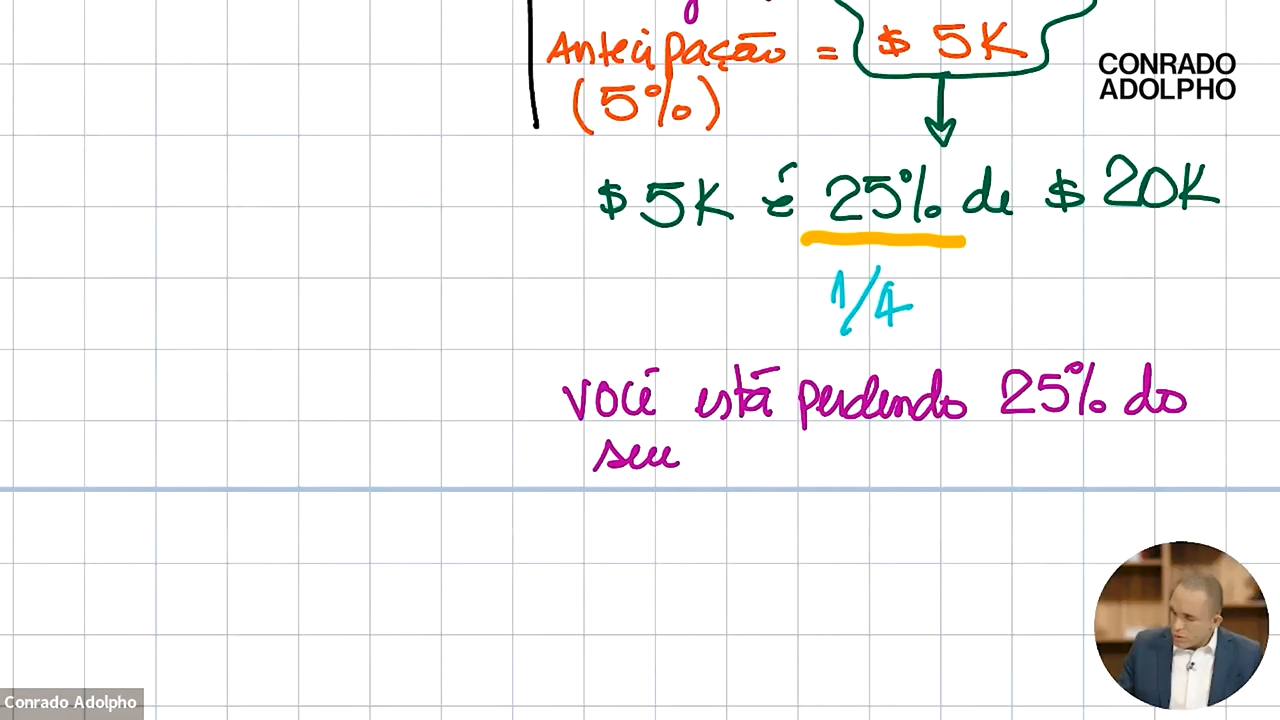 Antecipação = $ 5K
(5%)
CONRADO
ADOLPHO
$5K é 25% de $20K
1/4
você está perdendo 25% do
seu
Conrado Adolpho